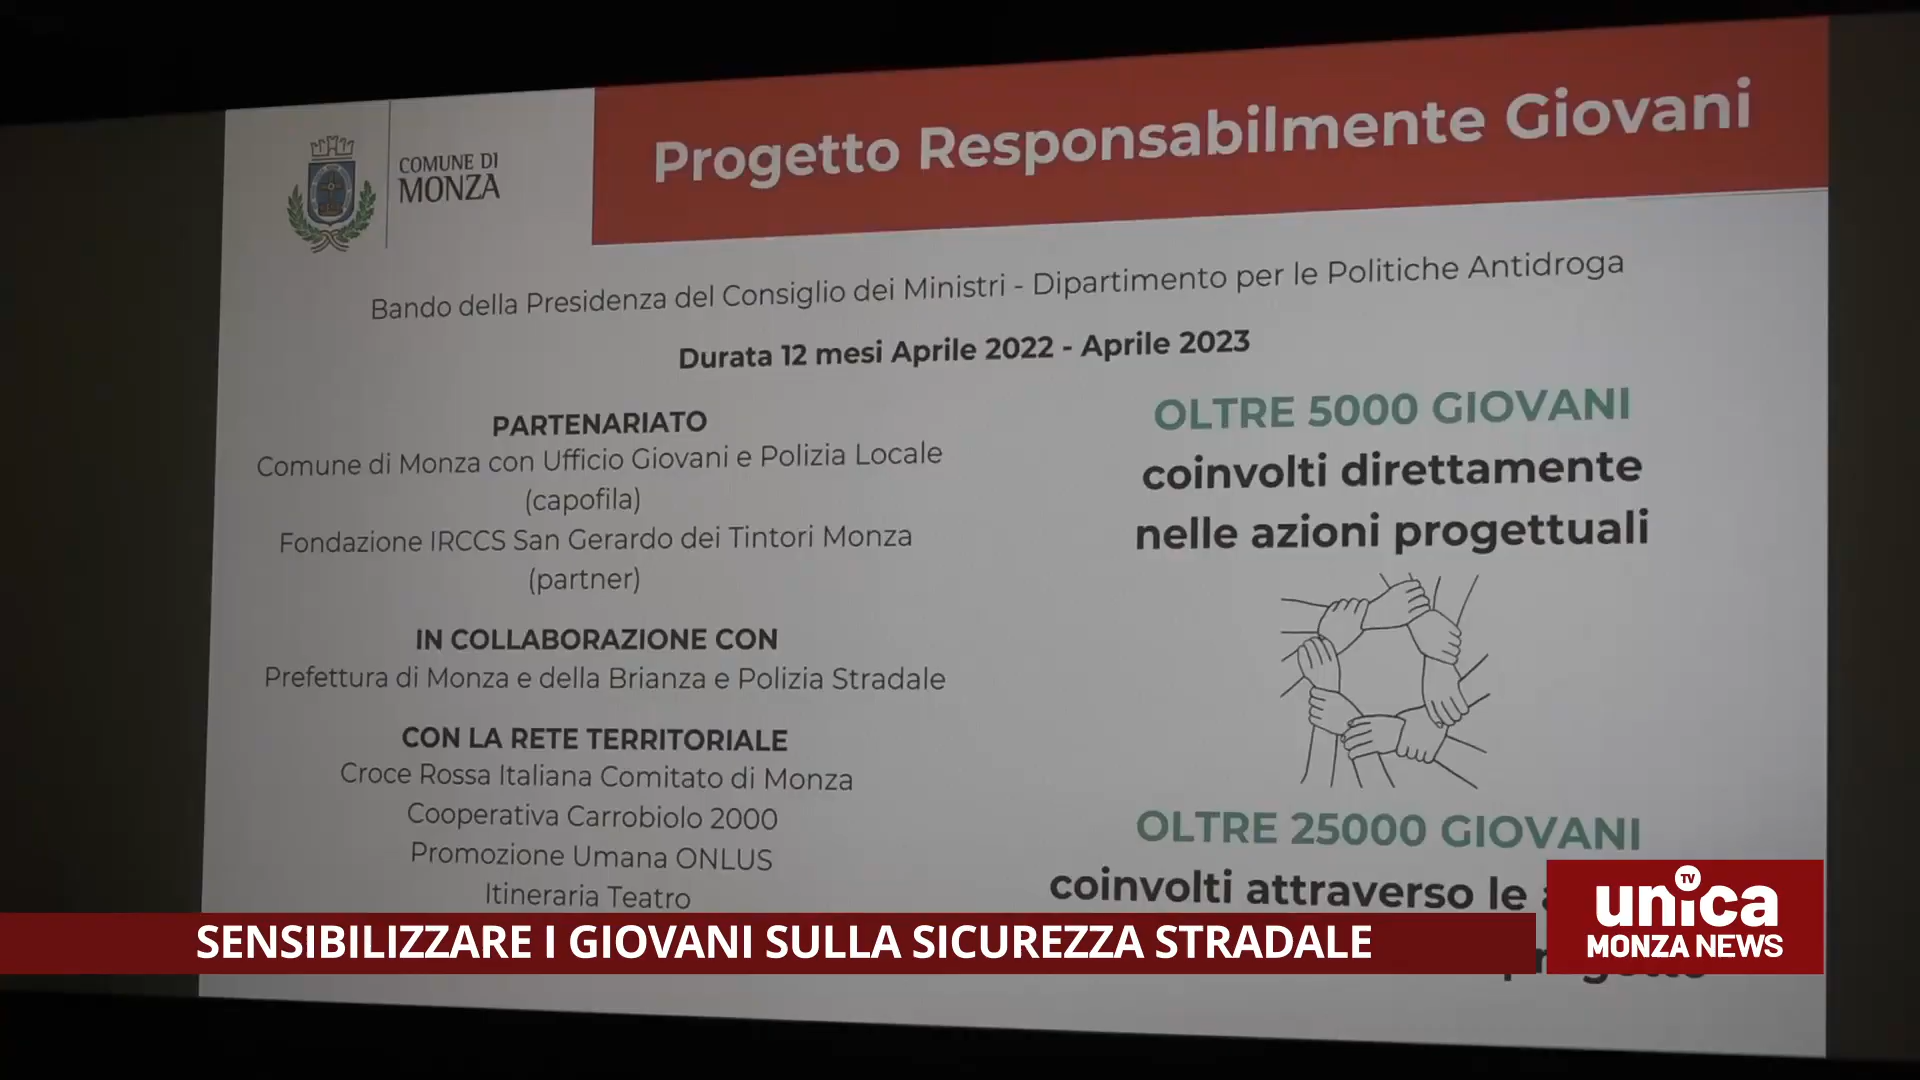 COMUNE DI
MONZA
Progetto Responsabilmente Giovani
Bando della Presidenza del Consiglio dei Ministri - Dipartimento per le Politiche Antidroga
Durata 12 mesi Aprile 2022 - Aprile 2023
PARTENARIATO
Comune di Monza con Ufficio Giovani e Polizia Locale
(capofila)
Fondazione IRCCS San Gerardo dei Tintori Monza
(partner)
IN COLLABORAZIONE CON
Prefettura di Monza e della Brianza e Polizia Stradale
CON LA RETE TERRITORIALE
Croce Rossa Italiana Comitato di Monza
Cooperativa Carrobiolo 2000
Promozione Umana ONLUS
Itineraria Teatro
OLTRE 5000 GIOVANI
coinvolti direttamente
nelle azioni progettuali
OLTRE 25000 GIOVANI
coinvolti attraverso le
SENSIBILIZZARE I GIOVANI SULLA SICUREZZA STRADALE
TV
unica
MONZA NEWS